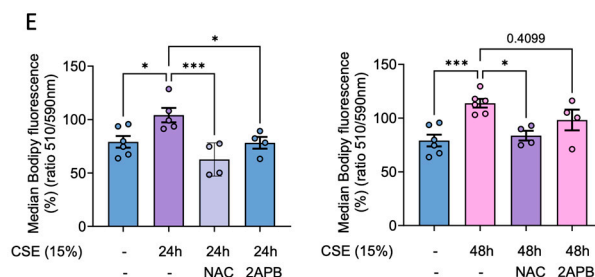 E
* 
* ***
Median Bodipy fluorescence
(%) (ratio 510/590nm)
150
100
50
0
CSE (15%) - 24h 24h 24h
- - NAC 2APB
0.4099
*** *
Median Bodipy fluorescence
(%) (ratio 510/590nm)
150
100
50
0
CSE (15%) - 48h 48h 48h
- - NAC 2APB